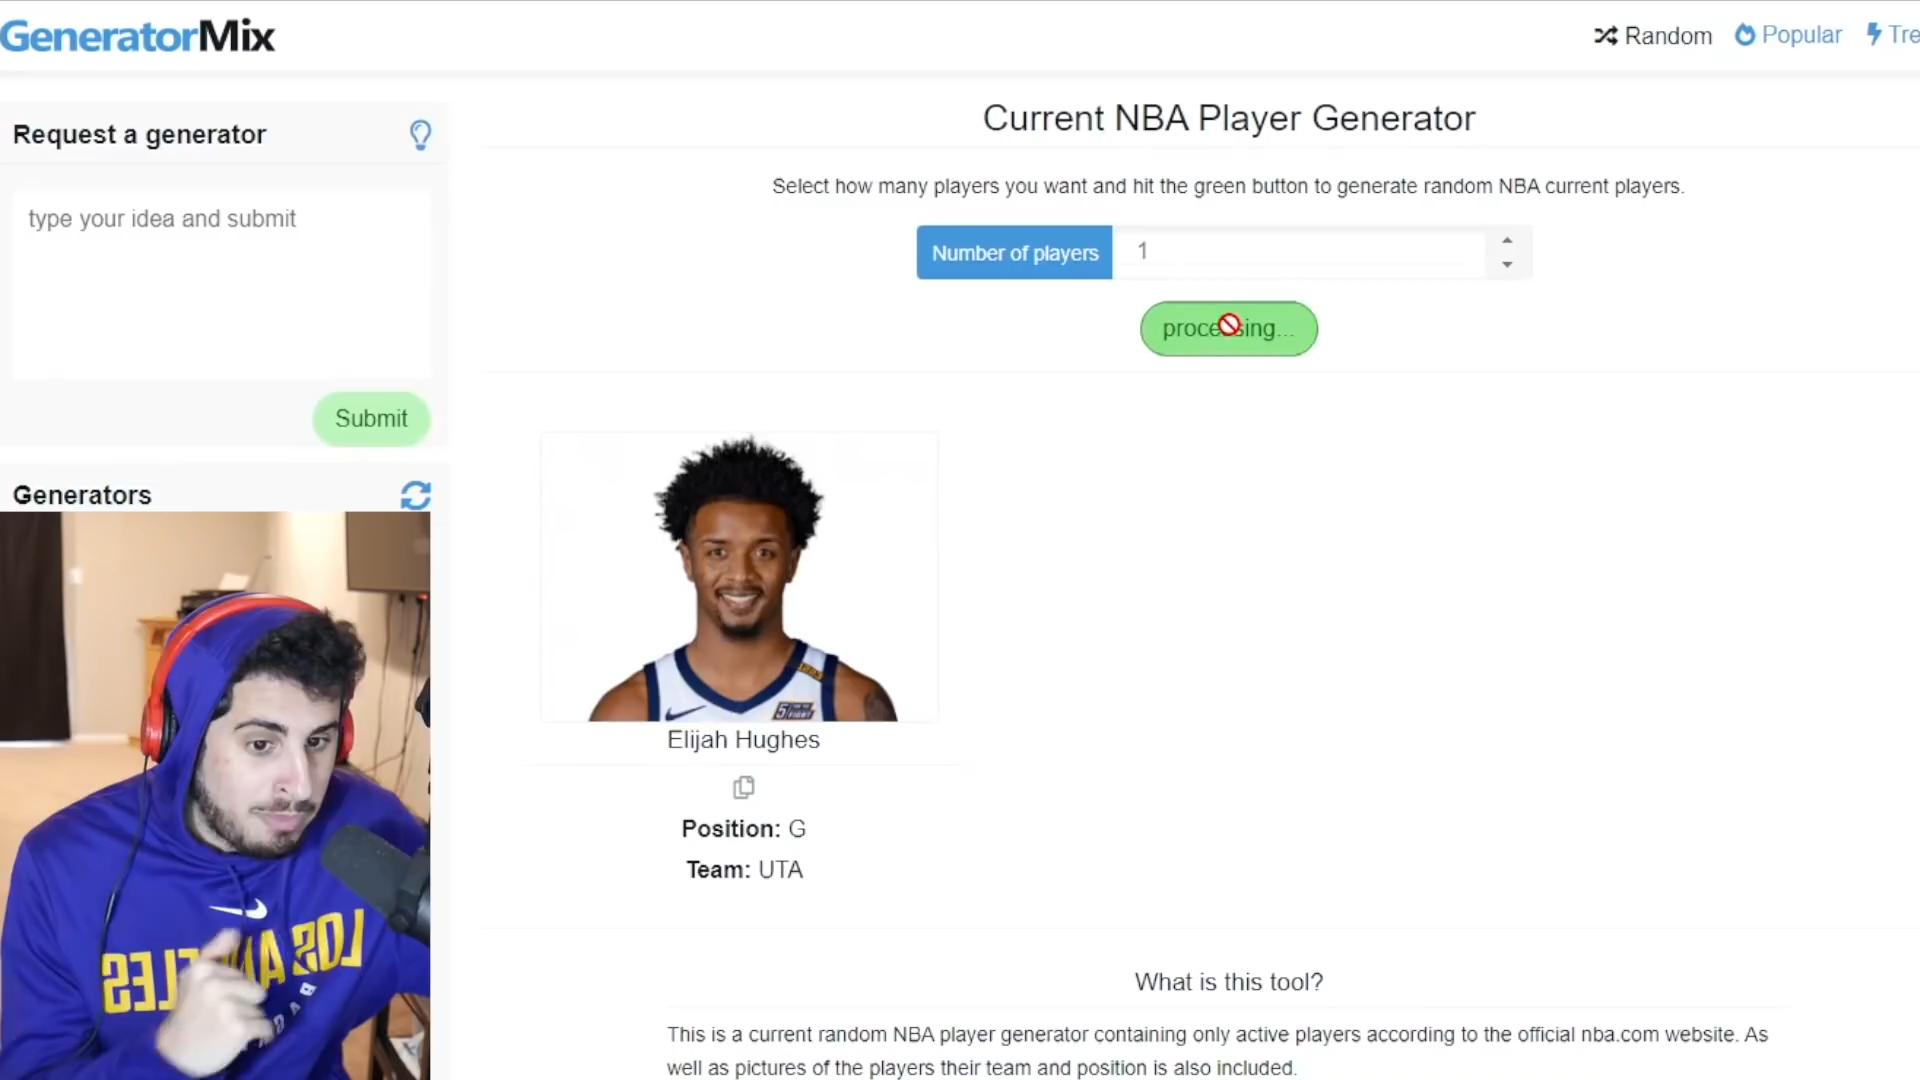 GeneratorMix
Random
Popular
Tre
Request a generator
type your idea and submit
Submit
Generators
Current NBA Player Generator
Select how many players you want and hit the green button to generate random NBA current players.
Number of players
1
Elijah Hughes
Position: G
Team: UTA
What is this tool?
This is a current random NBA player generator containing only active players according to the official nba.com website. As
well as pictures of the players their team and position is also included.